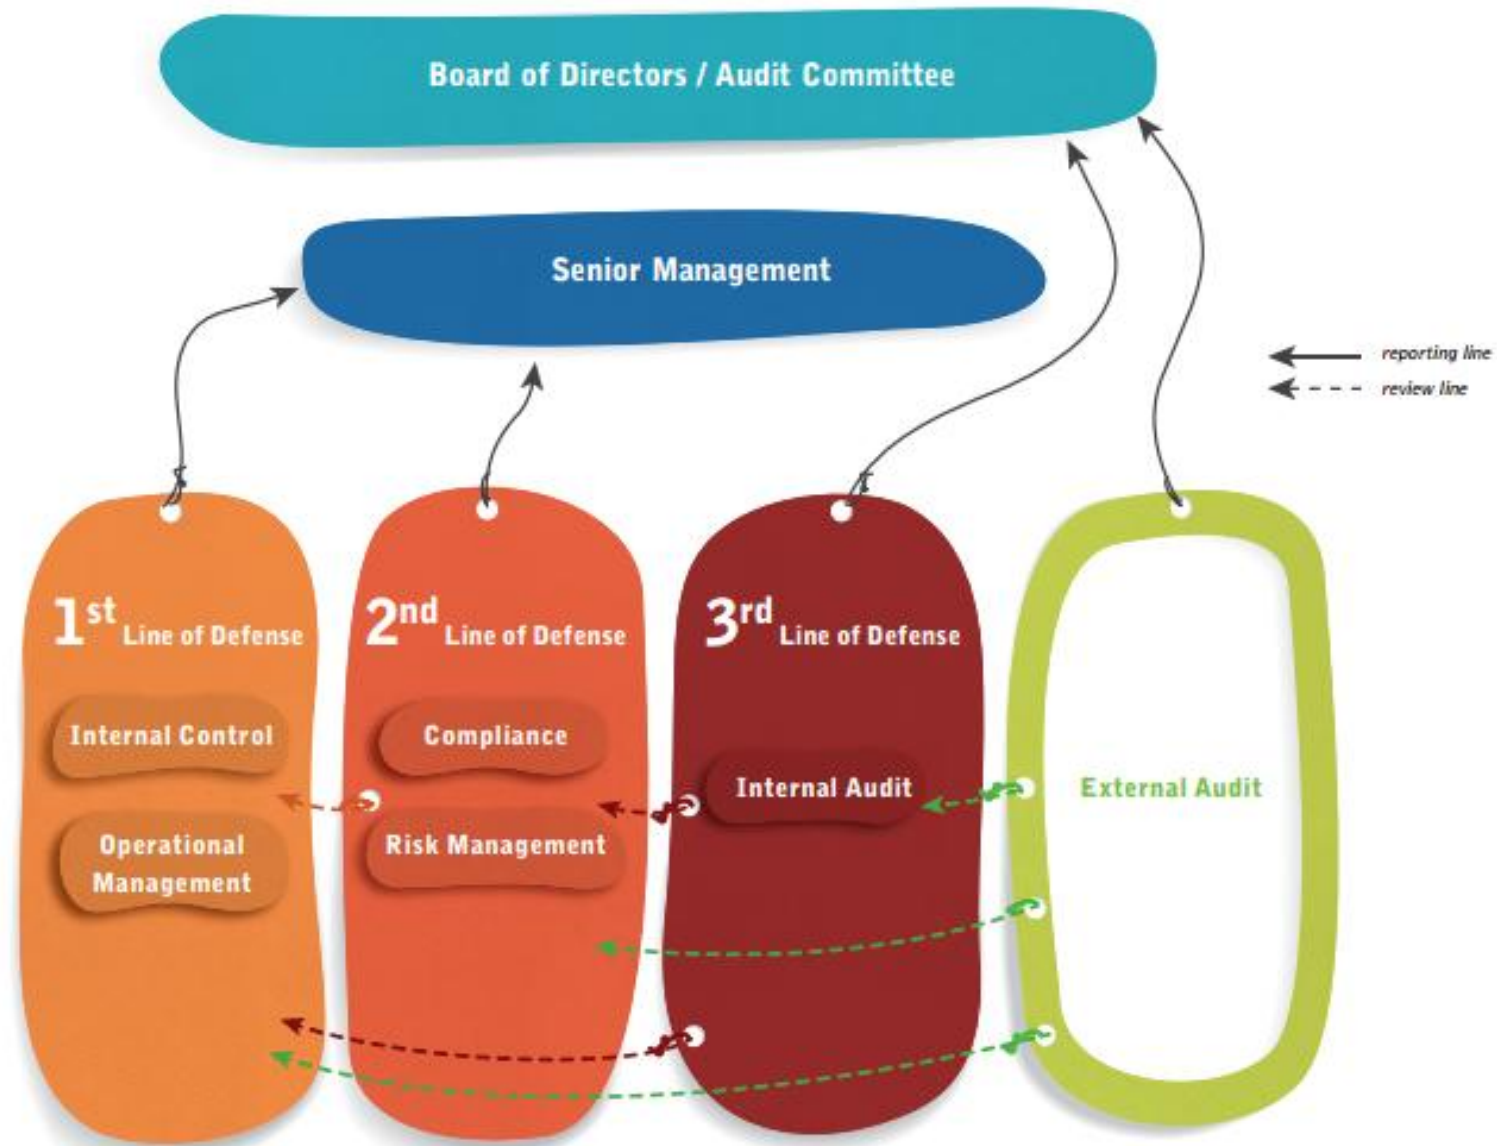 Board of Directors / Audit Committee
Senior Management
reporting line
review line
1st Line of Defense
2nd Line of Defense
3rd Line of Defense
Internal Control
Compliance
Internal Audit
External Audit
Operational
Management
Risk Management